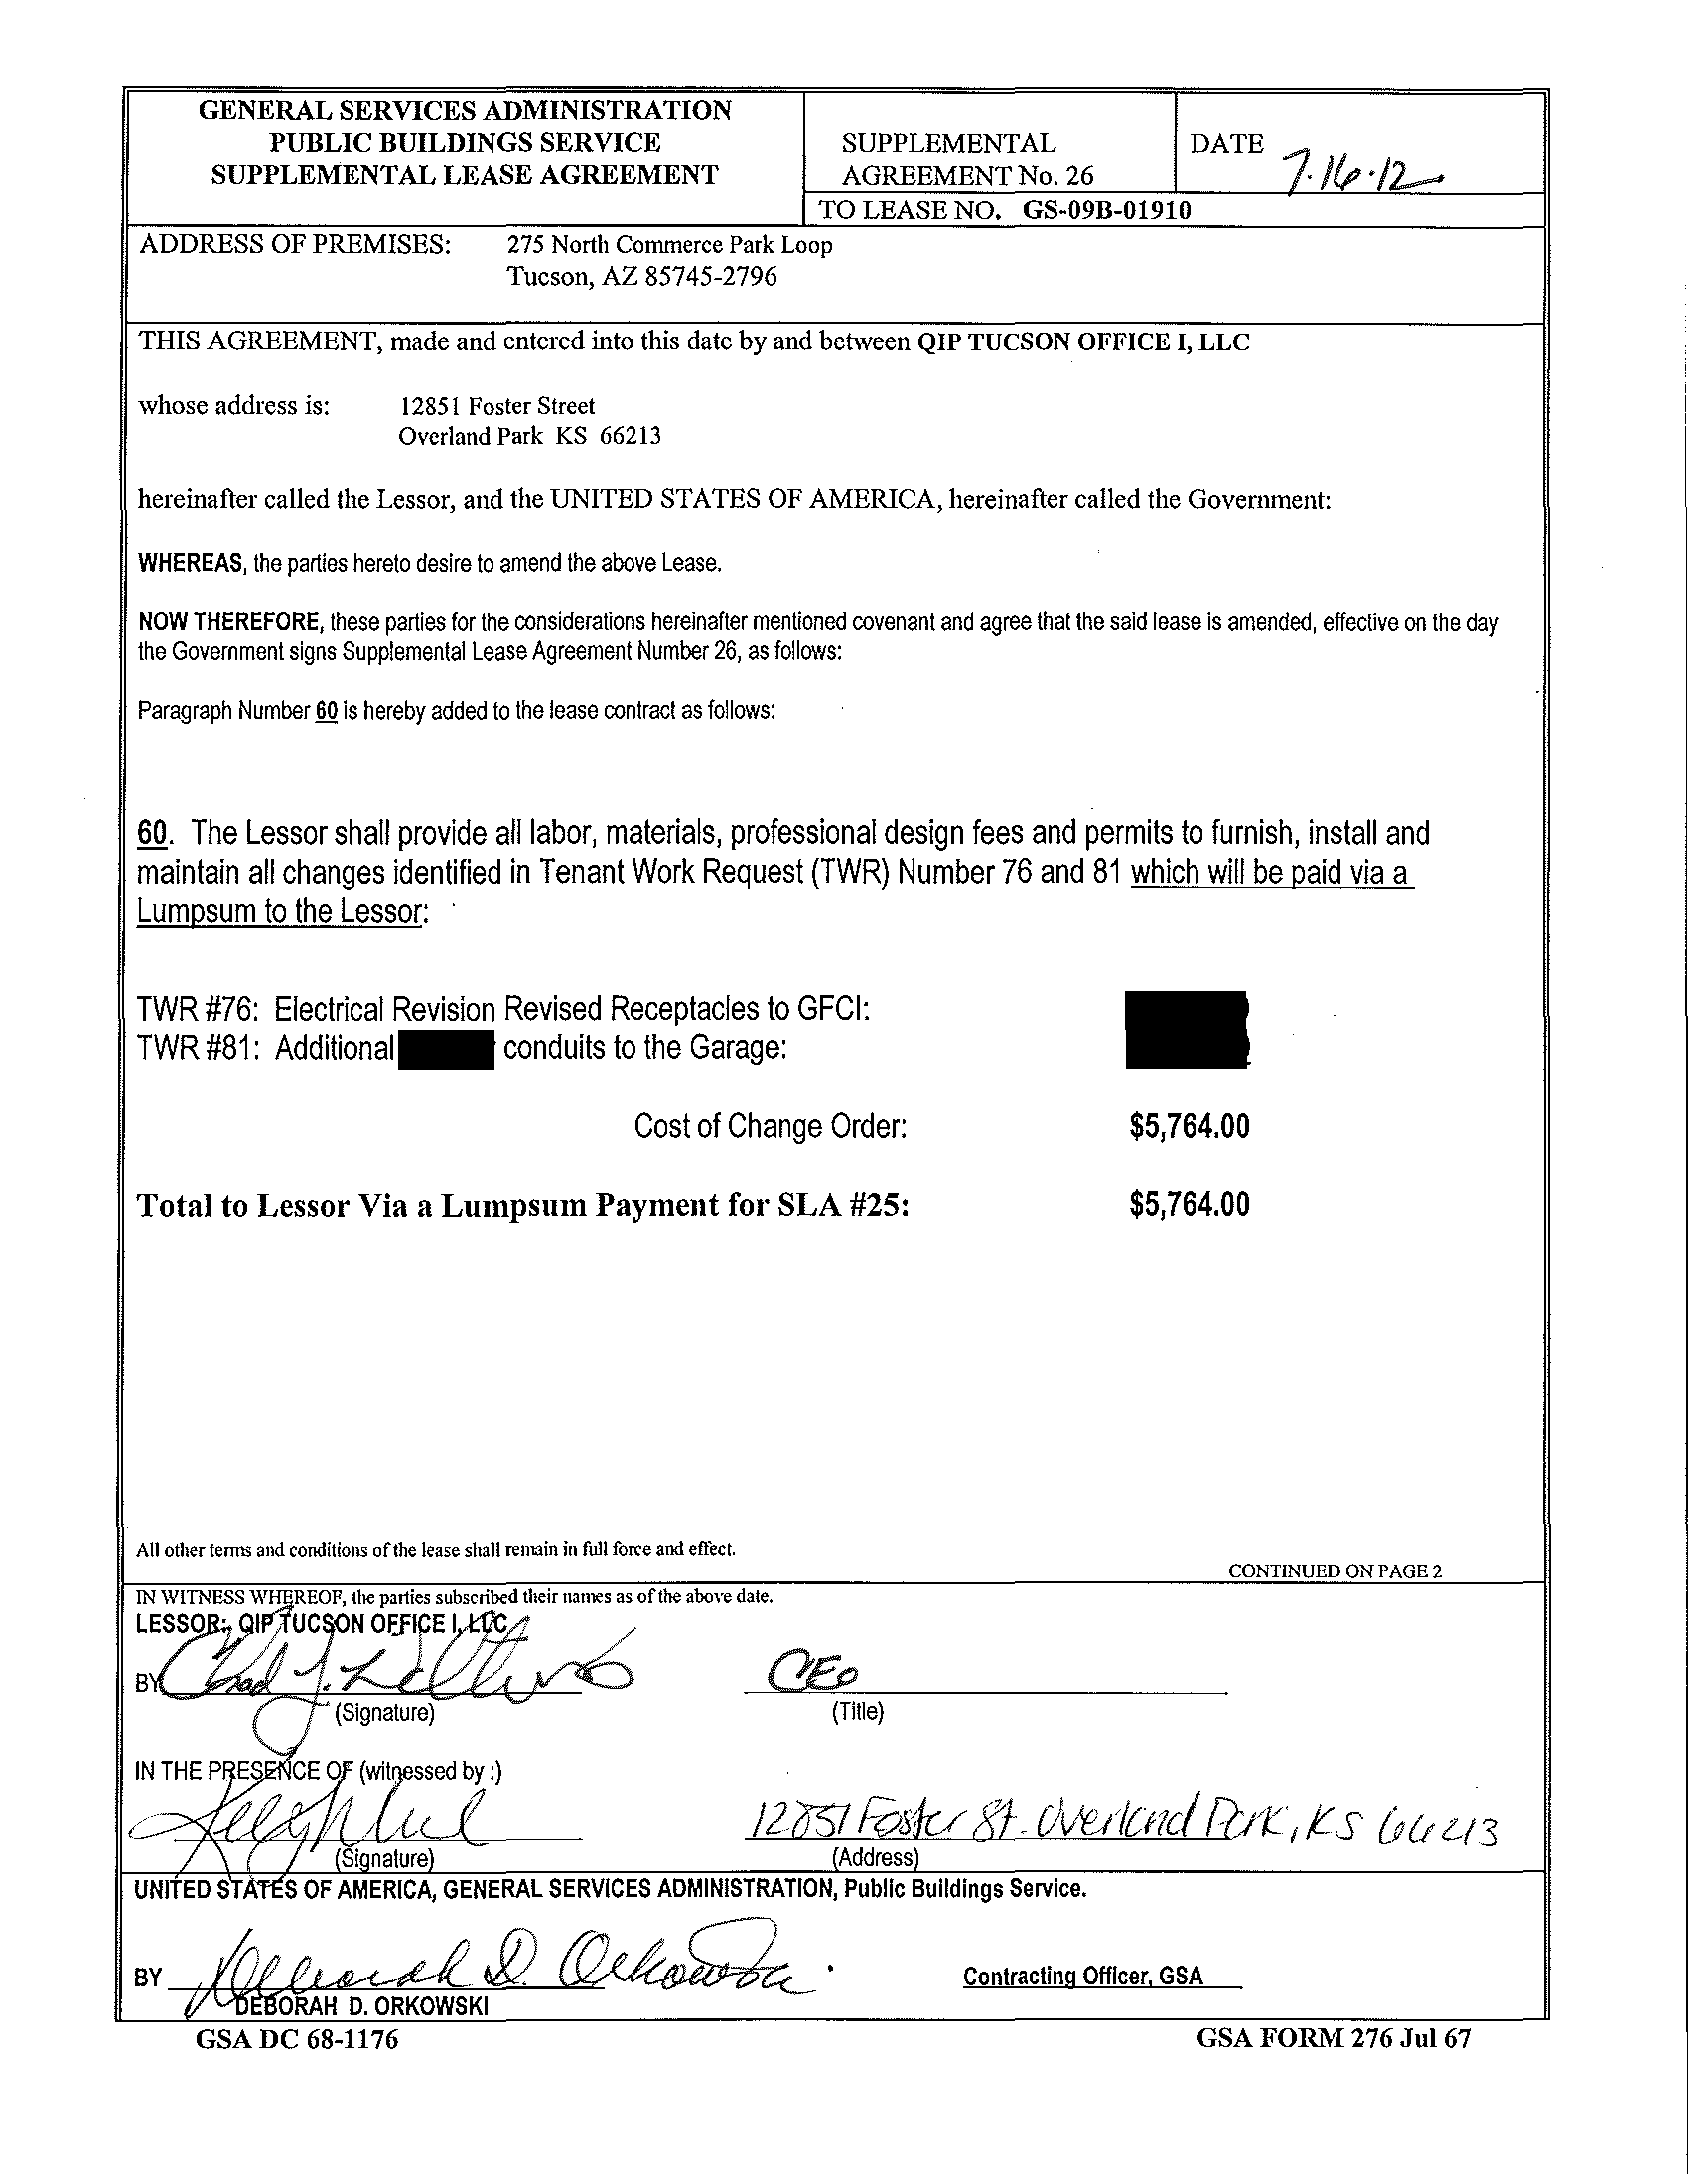 GENERAL SERVICES ADMINISTRATION
PUBLIC BUILDINGS SERVICE
SUPPLEMENTAL LEASE AGREEMENT
SUPPLEMENTAL
AGREEMENT No. 26
DATE 7.16.12
TO LEASE NO. GS-09B-01910
ADDRESS OF PREMISES: 275 North Commerce Park Loop
Tucson, AZ 85745-2796
THIS AGREEMENT, made and entered into this date by and between QIP TUCSON OFFICE I, LLC
whose address is: 12851 Foster Street
Overland Park KS 66213
hereinafter called the Lessor, and the UNITED STATES OF AMERICA, hereinafter called the Government:
WHEREAS, the parties hereto desire to amend the above Lease.
NOW THEREFORE, these parties for the considerations hereinafter mentioned covenant and agree that the said lease is amended, effective on the day
the Government signs Supplemental Lease Agreement Number 26, as follows:
Paragraph Number 60 is hereby added to the lease contract as follows:
60. The Lessor shall provide all labor, materials, professional design fees and permits to furnish, install and
maintain all changes identified in Tenant Work Request (TWR) Number 76 and 81 which will be paid via a
Lumpsum to the Lessor:
TWR #76: Electrical Revision Revised Receptacles to GFCI:
TWR #81: Additional conduits to the Garage:
Cost of Change Order: $5,764.00
Total to Lessor Via a Lumpsum Payment for SLA #25: $5,764.00
All other terms and conditions of the lease shall remain in full force and effect.
CONTINUED ON PAGE 2
IN WITNESS WHEREOF, the parties subscribed their names as of the above date.
LESSOR: QIP TUCSON OFFICE I, LLC
BY Chad J. CEO
(Signature) (Title)
IN THE PRESENCE OF (witnessed by :)
12851 Foster St. Overland Park, KS 66213
(Signature) (Address)
UNITED STATES OF AMERICA, GENERAL SERVICES ADMINISTRATION, Public Buildings Service.
BY Deborah D. Orkowski Contracting Officer, GSA
DEBORAH D. ORKOWSKI
GSA DC 68-1176 GSA FORM 276 Jul 67